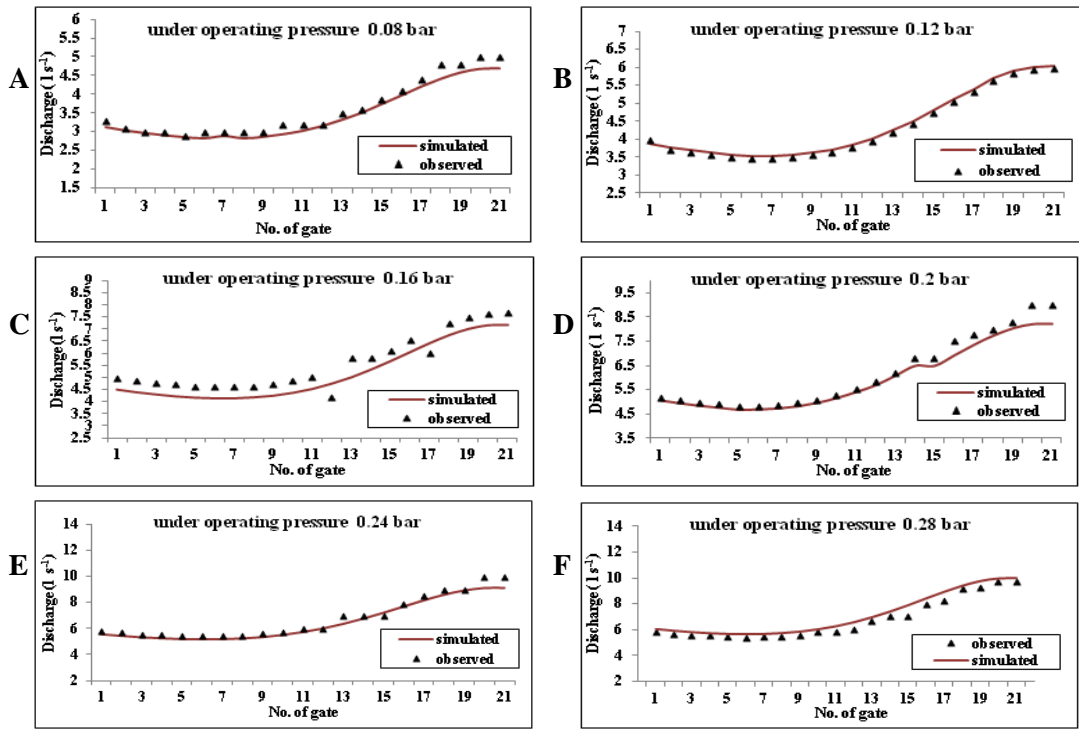 A
under operating pressure 0.08 bar
Discharge (l s⁻¹)
6
5.5
5
4.5
4
3.5
3
2.5
2
1.5
simulated
observed
1 3 5 7 9 11 13 15 17 19 21
No. of gate
B
under operating pressure 0.12 bar
Discharge (l s⁻¹)
7
6.5
6
5.5
5
4.5
4
3.5
3
2.5
simulated
observed
1 3 5 7 9 11 13 15 17 19 21
No. of gate
C
under operating pressure 0.16 bar
Discharge (l s⁻¹)
9
8.5
8
7.5
7
6.5
6
5.5
5
4.5
4
3.5
3
2.5
simulated
observed
1 3 5 7 9 11 13 15 17 19 21
No. of gate
D
under operating pressure 0.2 bar
Discharge (l s⁻¹)
9.5
8.5
7.5
6.5
5.5
4.5
3.5
simulated
observed
1 3 5 7 9 11 13 15 17 19 21
No. of gate
E
under operating pressure 0.24 bar
Discharge (l s⁻¹)
14
12
10
8
6
4
2
simulated
observed
1 3 5 7 9 11 13 15 17 19 21
No. of gate
F
under operating pressure 0.28 bar
Discharge (l s⁻¹)
14
12
10
8
6
4
2
observed
simulated
1 3 5 7 9 11 13 15 17 19 21
No. of gate